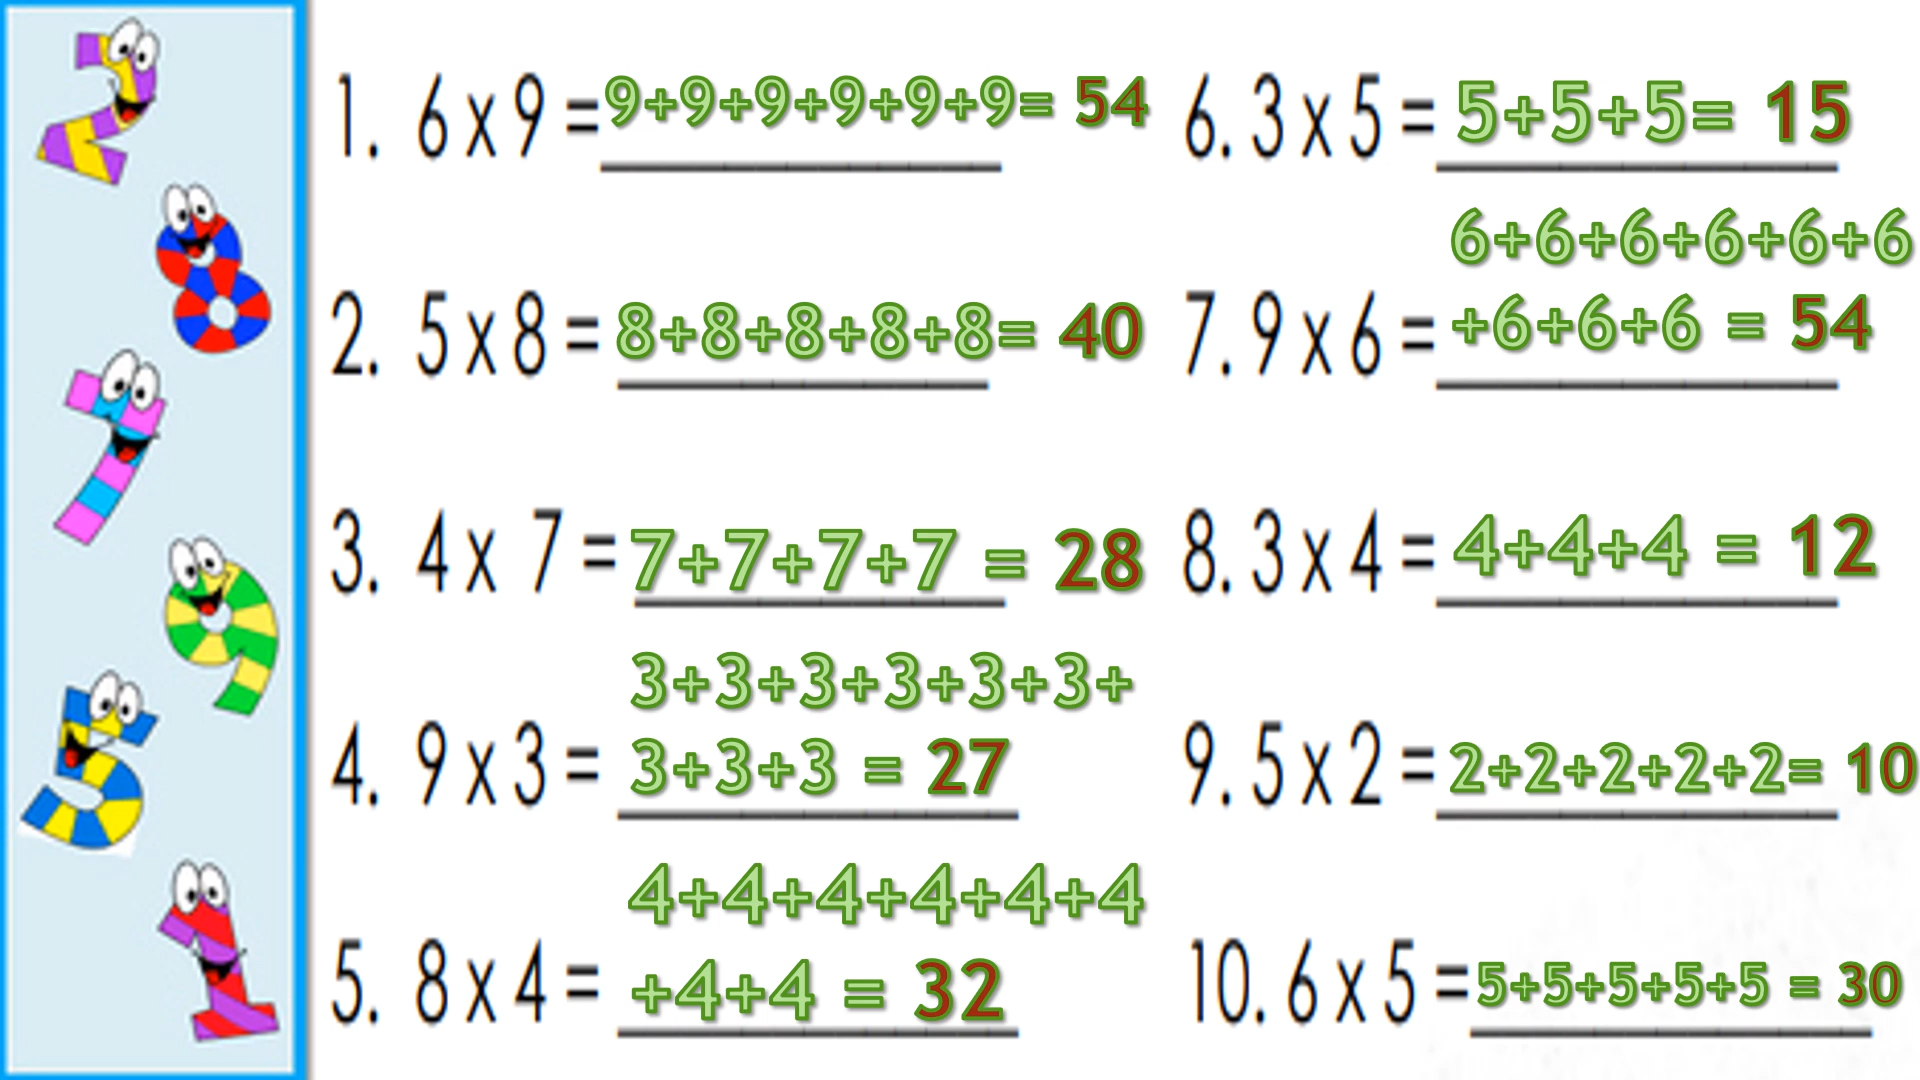 1. 6 x 9 = 9+9+9+9+9+9= 54
2. 5 x 8 = 8+8+8+8+8= 40
3. 4 x 7 = 7+7+7+7 = 28
3+3+3+3+3+3+
4. 9 x 3 = 3+3+3 = 27
4+4+4+4+4+4
5. 8 x 4 = +4+4 = 32
6. 3 x 5 = 5+5+5= 15
6+6+6+6+6+6
7. 9 x 6 = +6+6+6 = 54
8. 3 x 4 = 4+4+4 = 12
9. 5 x 2 = 2+2+2+2+2= 10
10. 6 x 5 = 5+5+5+5+5 = 30